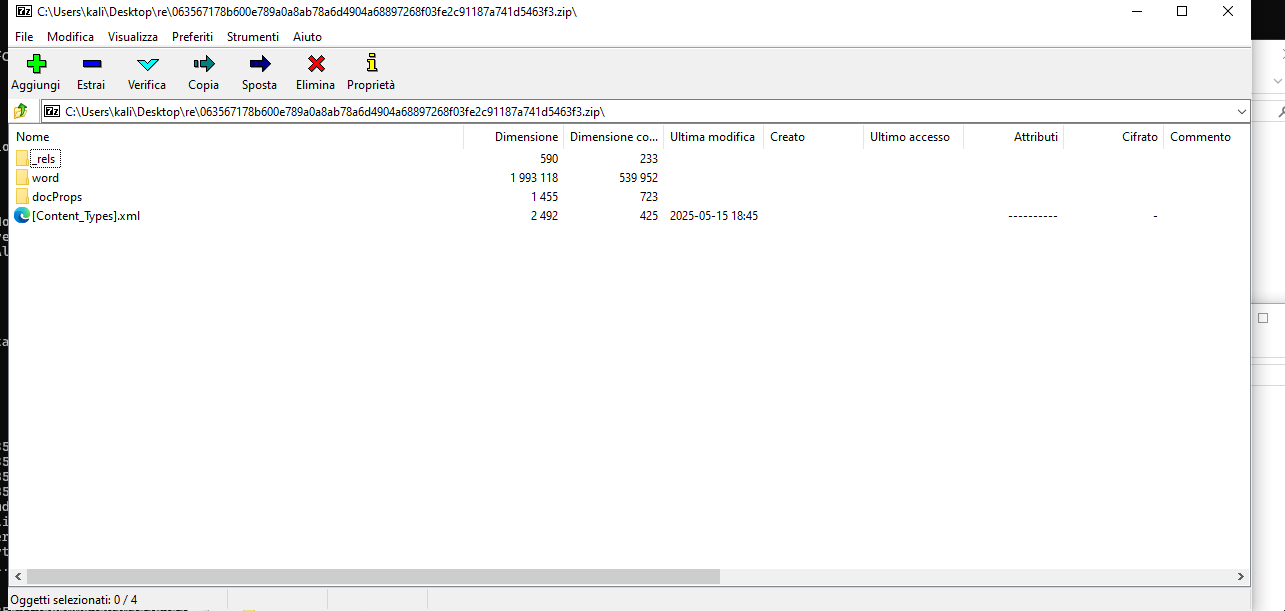 C:\Users\kali\Desktop\re\063567178b600e789a0a8ab78a6d4904a68897268f03fe2c91187a741d5463f3.zip\
File Modifica Visualizza Preferiti Strumenti Aiuto
Aggiungi Estrai Verifica Copia Sposta Elimina Proprietà
C:\Users\kali\Desktop\re\063567178b600e789a0a8ab78a6d4904a68897268f03fe2c91187a741d5463f3.zip\
Nome Dimensione Dimensione co... Ultima modifica Creato Ultimo accesso Attributi Cifrato Commento
_rels 590 233
word 1 993 118 539 952
docProps 1 455 723
[Content_Types].xml 2 492 425 2025-05-15 18:45 ---------- -
Oggetti selezionati: 0 / 4